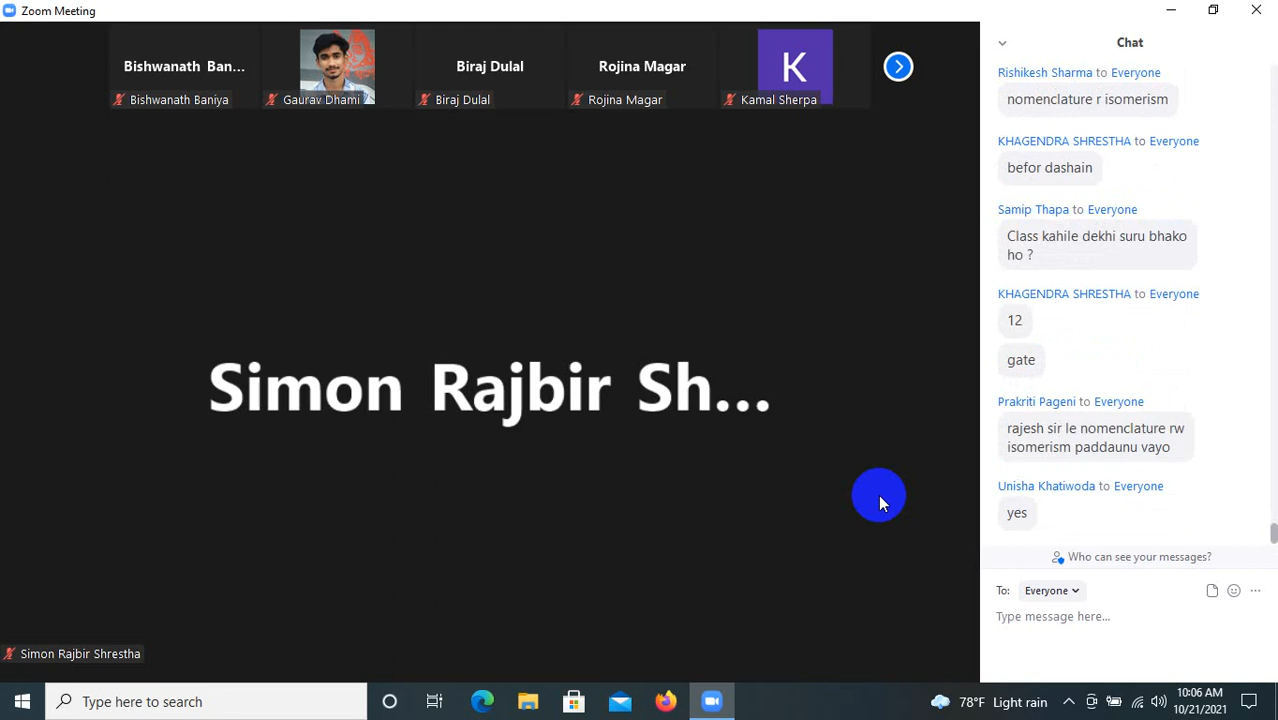 Zoom Meeting
Bishwanath Ban...
Biraj Dulal
Rojina Magar
K
Bishwanath Baniya
Gaurav Dhami
Biraj Dulal
Rojina Magar
Kamal Sherpa
Simon Rajbir Sh...
Simon Rajbir Shrestha
Chat
Rishikesh Sharma to Everyone
nomenclature r isomerism
KHAGENDRA SHRESTHA to Everyone
befor dashain
Samip Thapa to Everyone
Class kahile dekhi suru bhako
ho ?
KHAGENDRA SHRESTHA to Everyone
12
gate
Prakriti Pageni to Everyone
rajesh sir le nomenclature rw
isomerism paddaunu vayo
Unisha Khatiwoda to Everyone
yes
Who can see your messages?
To: Everyone
Type message here...
Type here to search
78°F Light rain
10:06 AM
10/21/2021